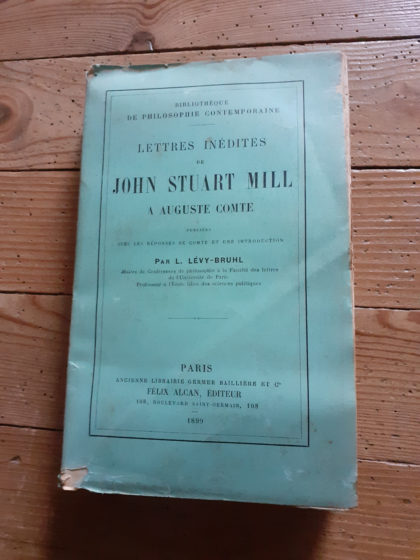 BIBLIOTHÈQUE
DE PHILOSOPHIE CONTEMPORAINE
LETTRES INÉDITES
DE
JOHN STUART MILL
A AUGUSTE COMTE
PUBLIÉES
AVEC LES RÉPONSES DE COMTE ET UNE INTRODUCTION
PAR L. LÉVY-BRUHL
Maître de Conférences de philosophie à la Faculté des lettres
de l'Université de Paris
Professeur à l'École libre des sciences politiques
PARIS
ANCIENNE LIBRAIRIE GERMER BAILLIÈRE ET Cie
FÉLIX ALCAN, ÉDITEUR
108, BOULEVARD SAINT-GERMAIN, 108
1899